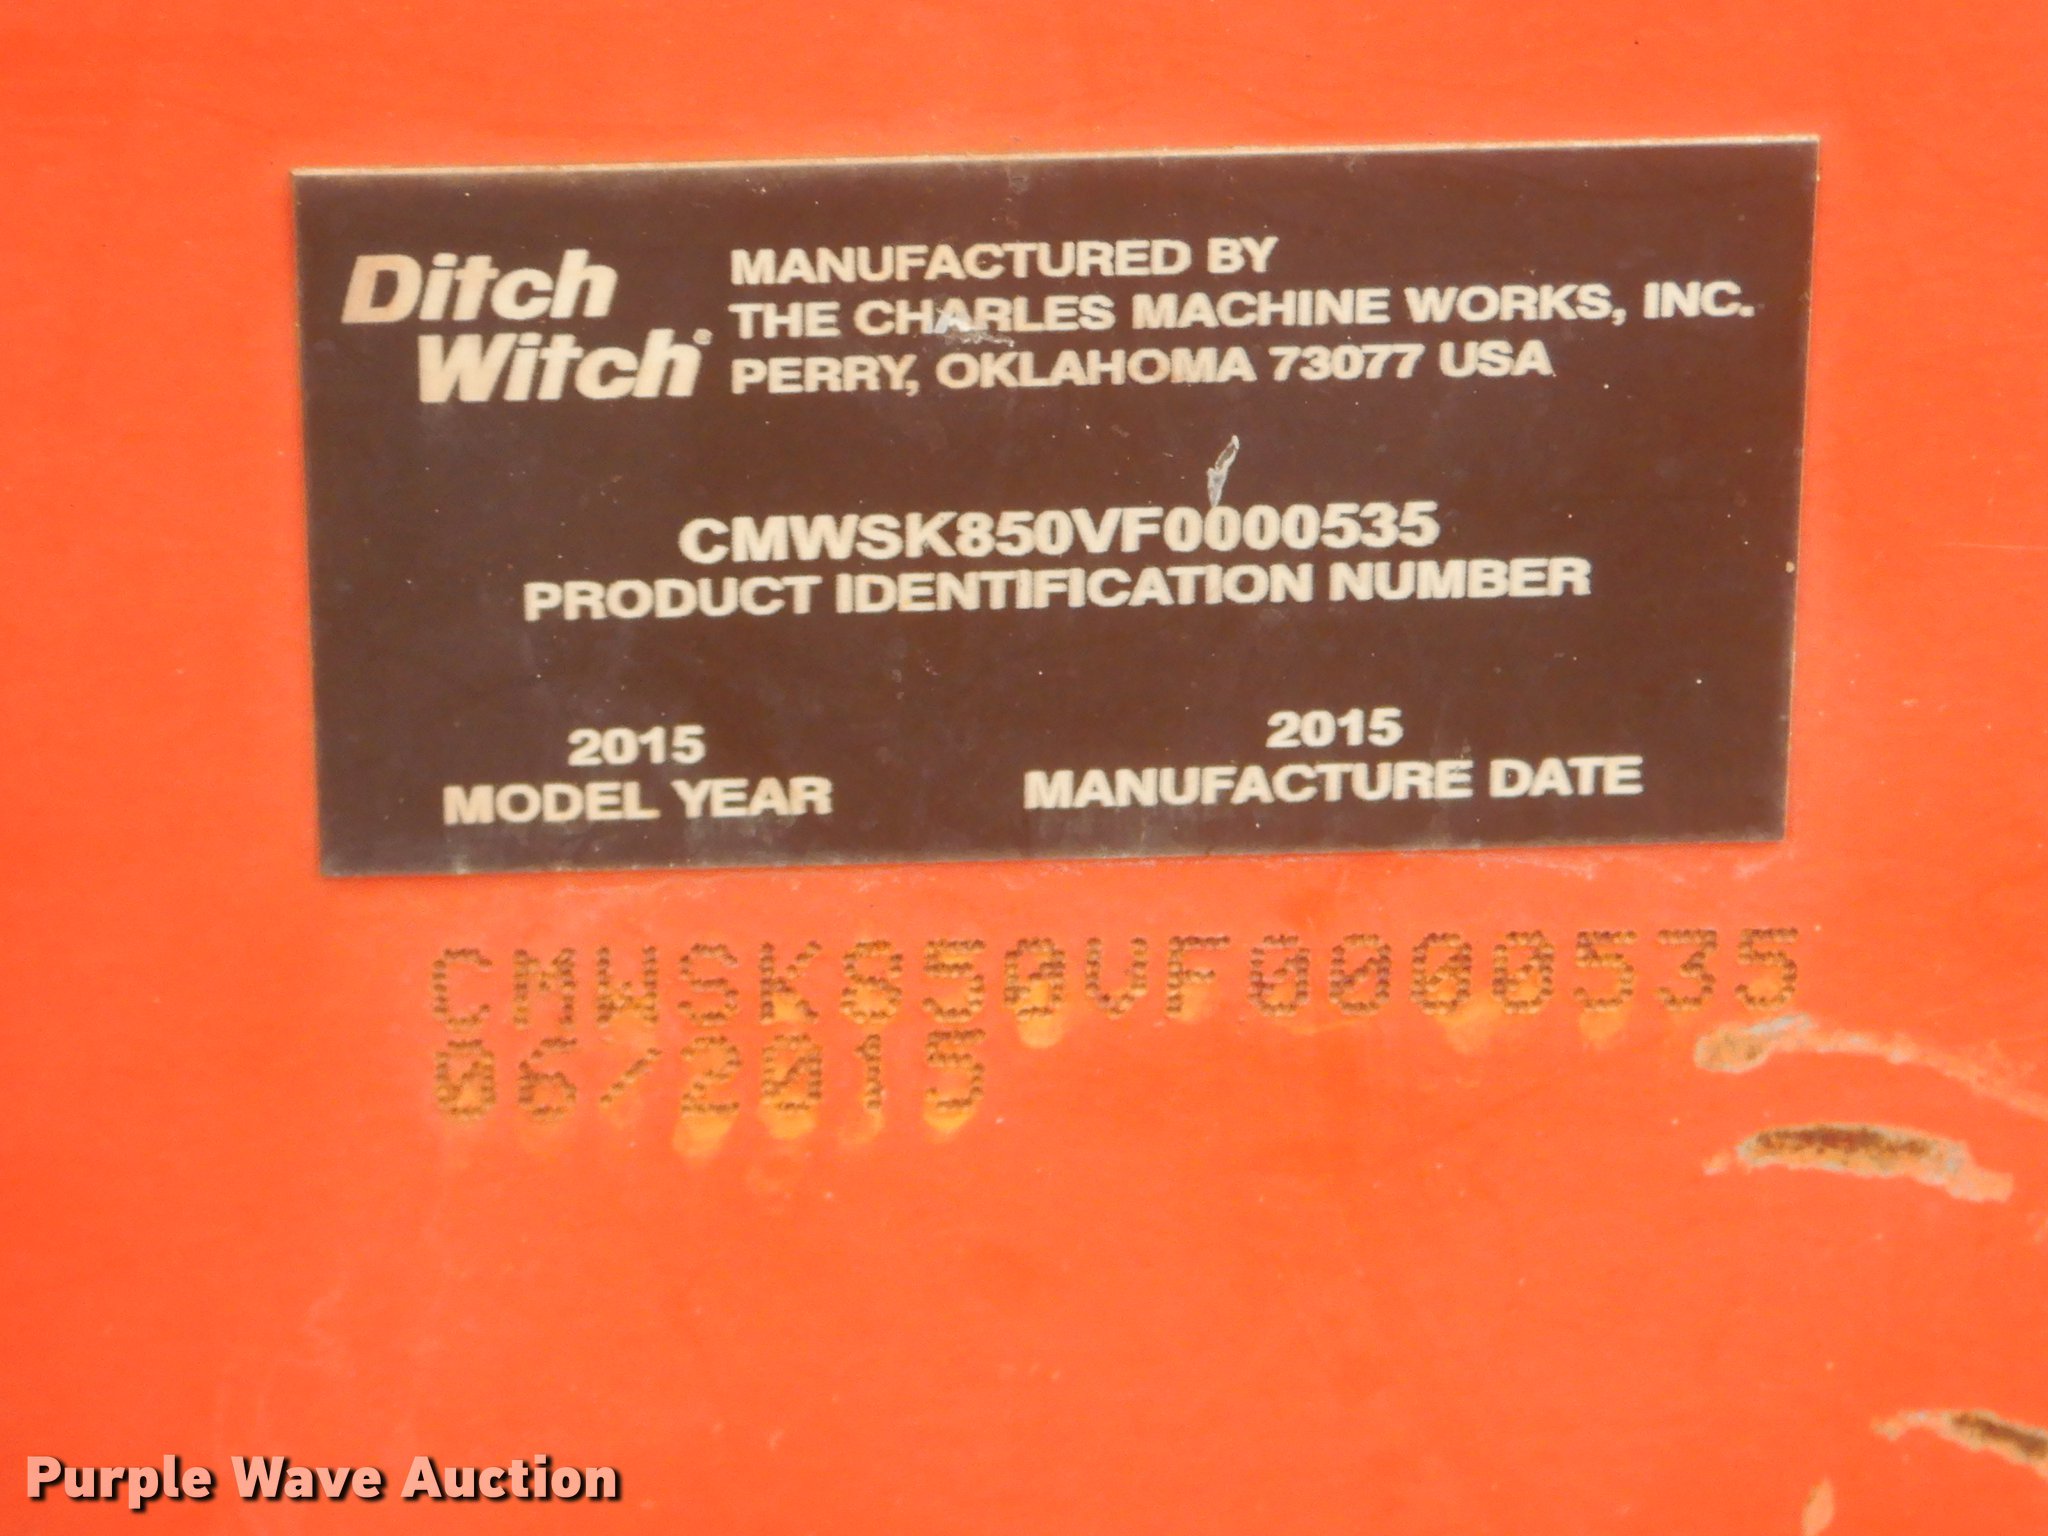 Ditch
Witch®
MANUFACTURED BY
THE CHARLES MACHINE WORKS, INC.
PERRY, OKLAHOMA 73077 USA
CMWSK850VF0000535
PRODUCT IDENTIFICATION NUMBER
2015
MODEL YEAR
2015
MANUFACTURE DATE
CMWSK850VF0000535
06/2015
Purple Wave Auction